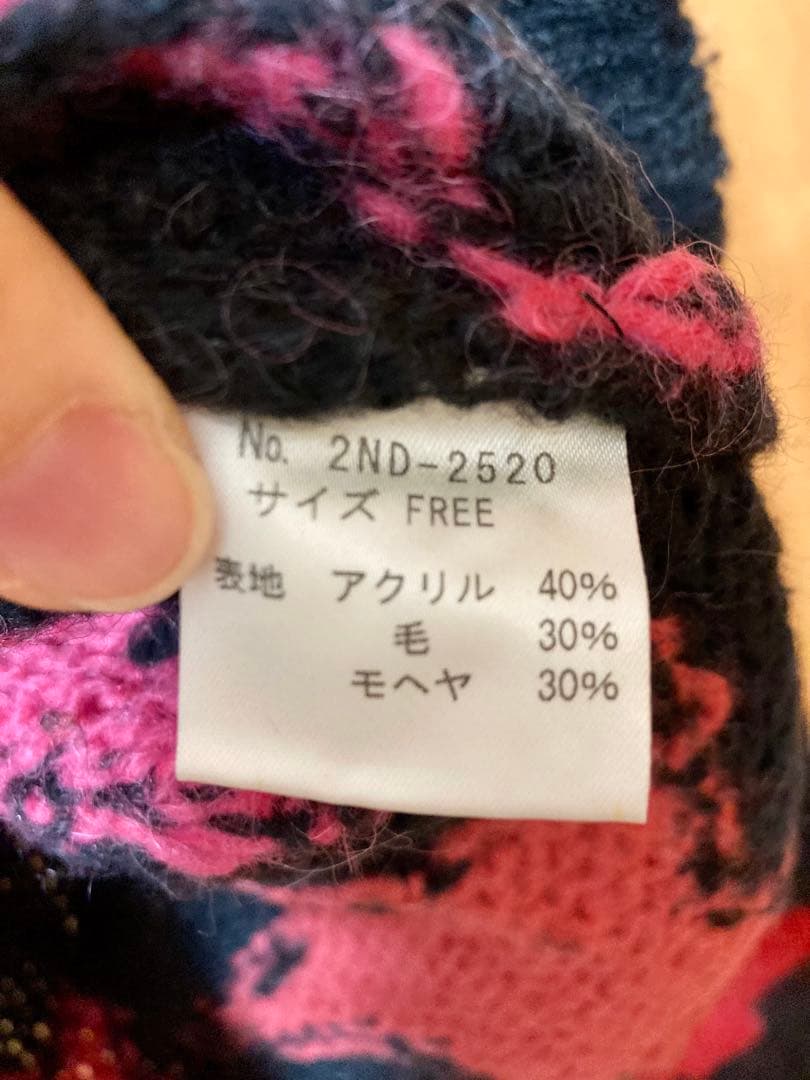 No. 2ND-2520
サイズ FREE
表地 アクリル 40%
毛 30%
モヘヤ 30%